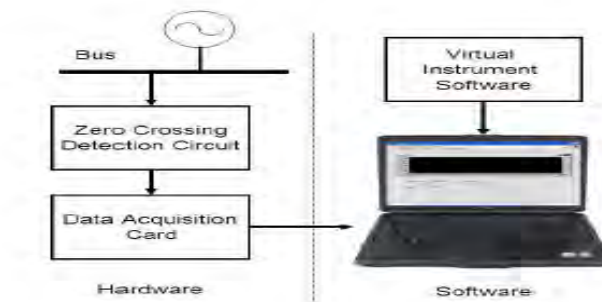 Bus
Zero Crossing
Detection Circuit
Data Acquisition
Card
Hardware
Virtual
Instrument
Software
Software